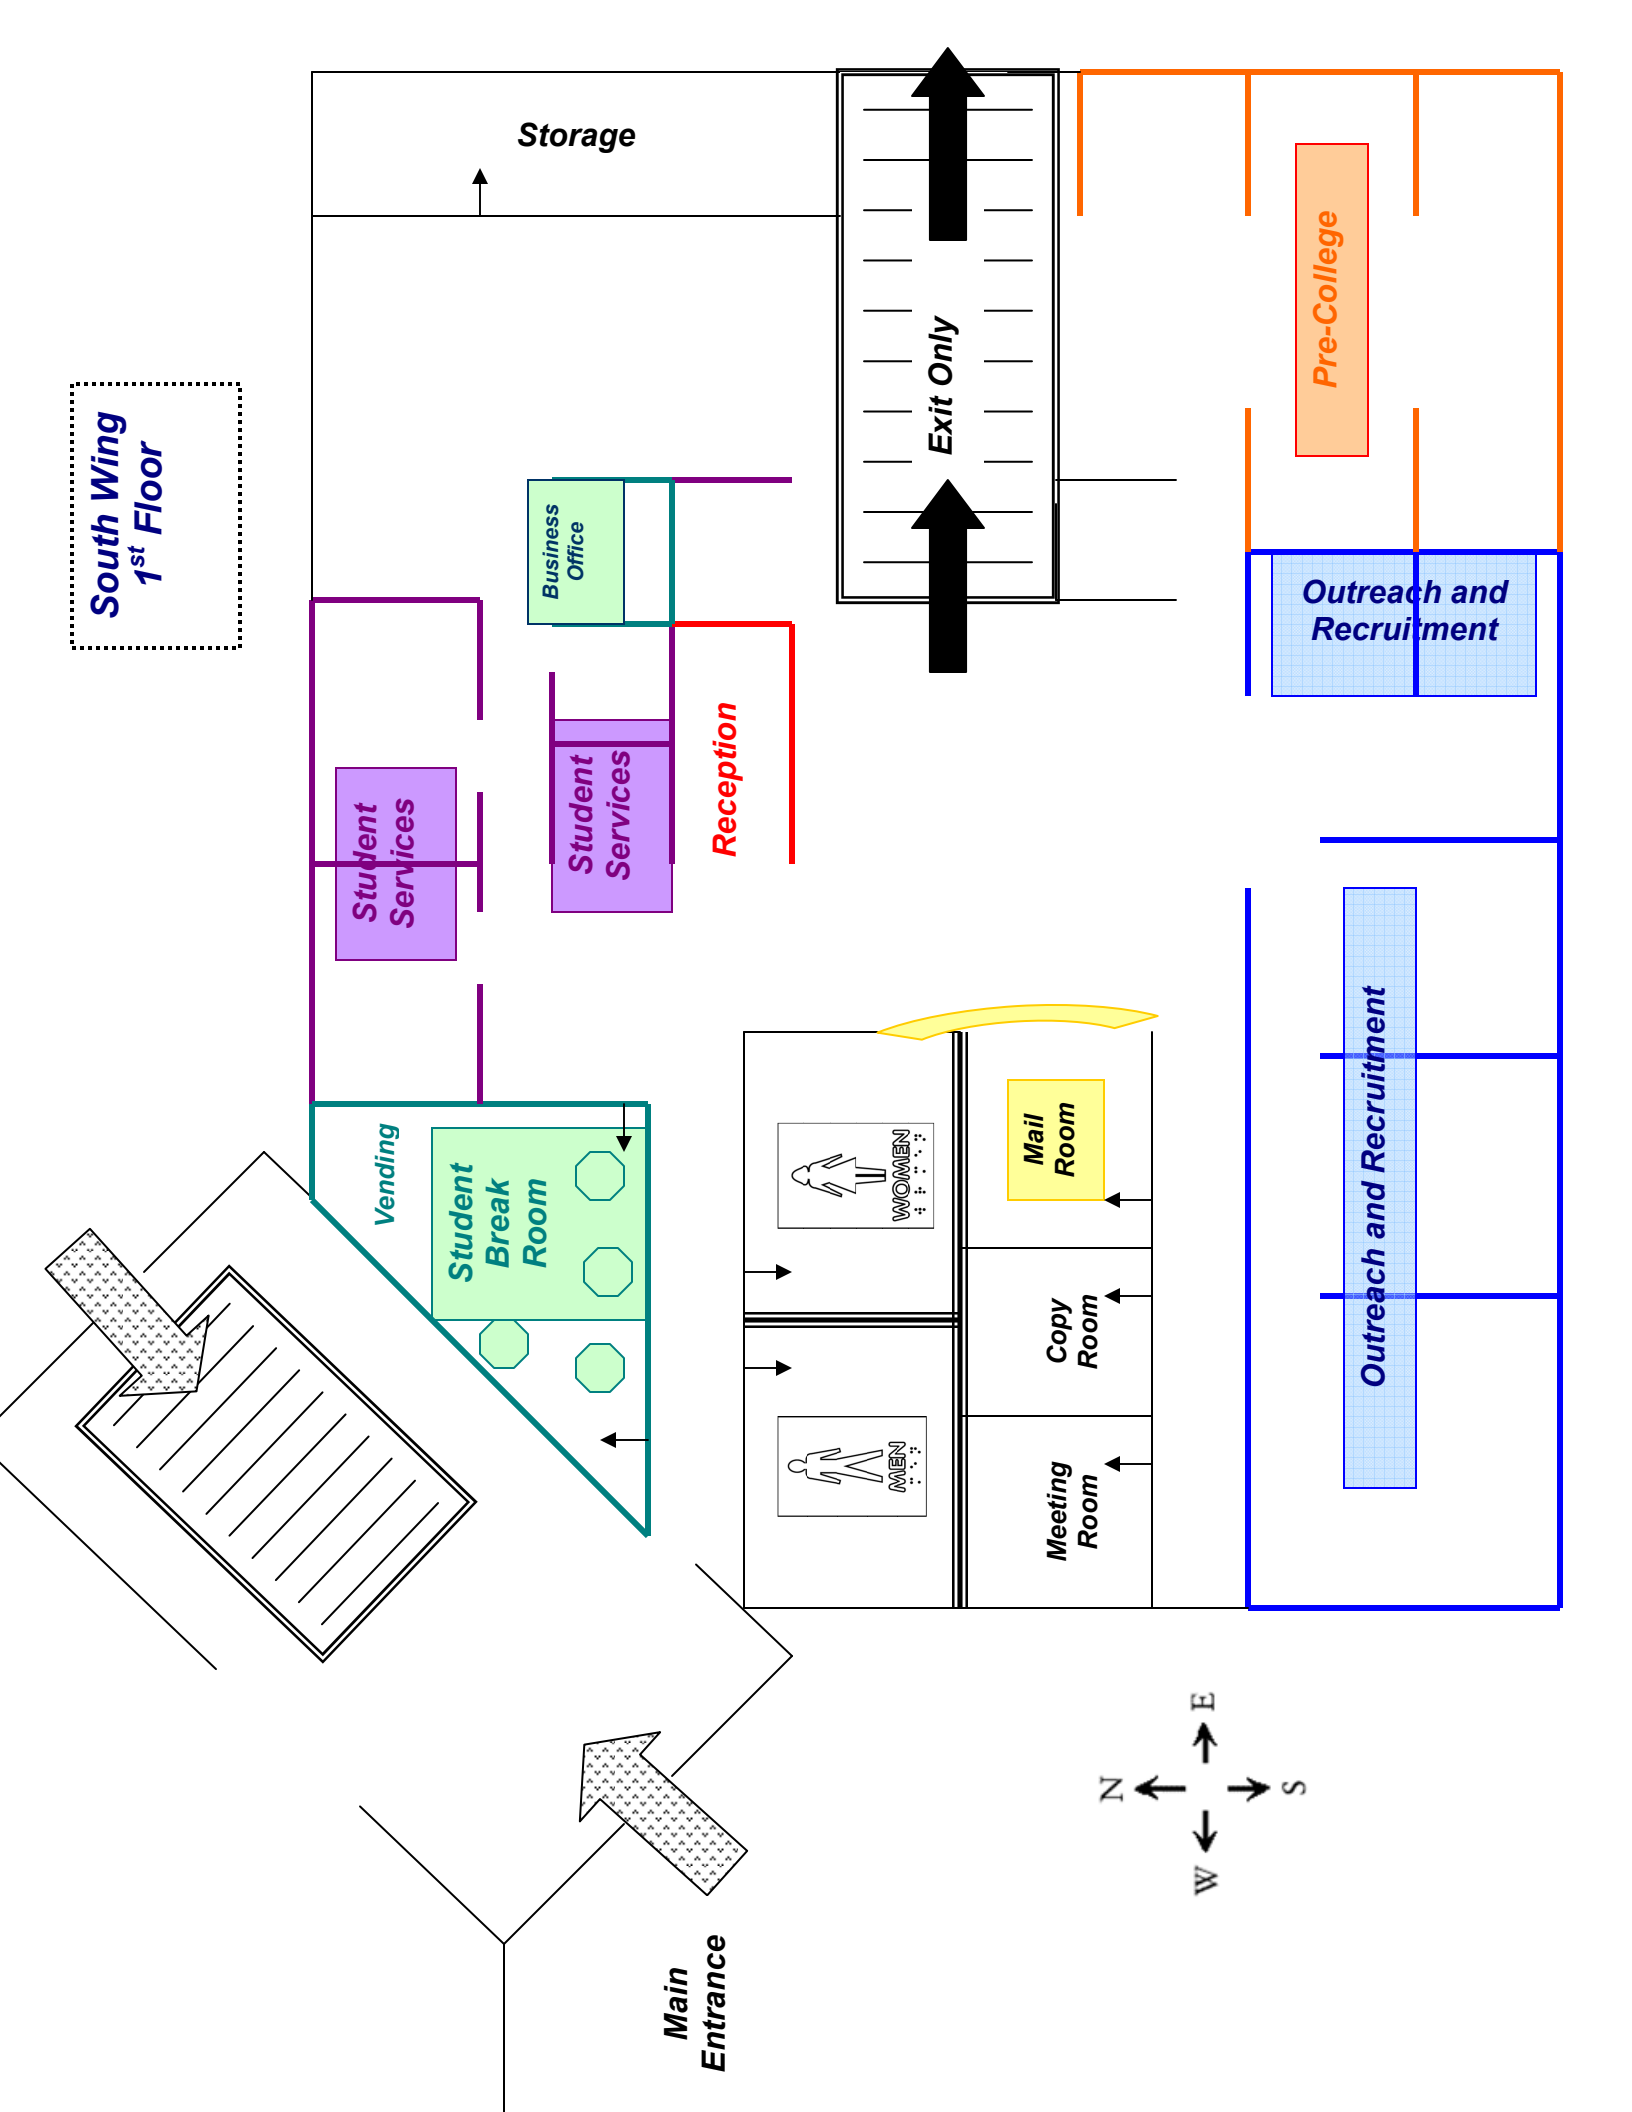 South Wing
1st Floor
Storage
Exit Only
Pre-College
Business
Office
Outreach and
Recruitment
Student
Services
Student
Services
Reception
Vending
Student
Break
Room
WOMEN
MEN
Mail
Room
Copy
Room
Meeting
Room
Outreach and Recruitment
Main
Entrance
E
N
S
W